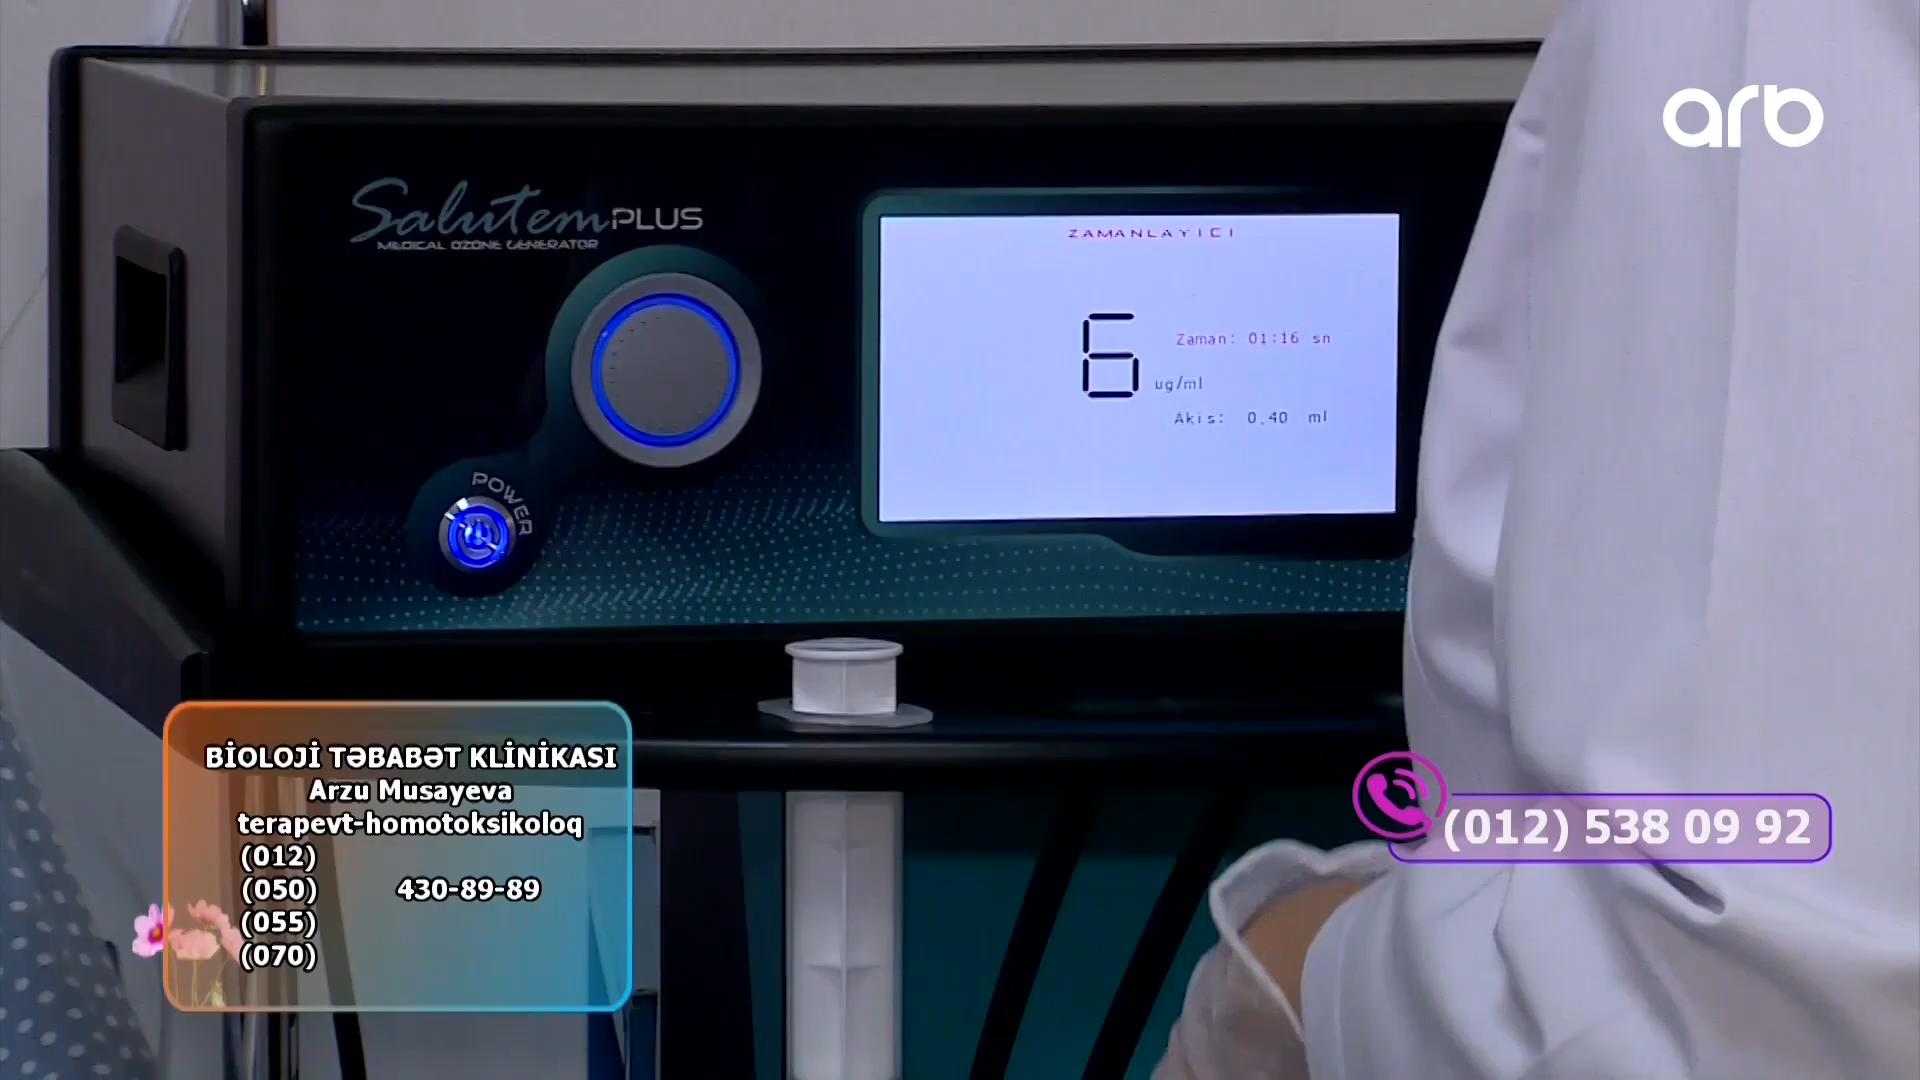 arb
Salutem PLUS
MEDICAL OZONE GENERATOR
POWER
ZAMANLAYICI
6 ug/ml
Zaman: 01:16 sn
Akis: 0.40 ml
BİOLOJİ TƏBABƏT KLİNİKASI
Arzu Musayeva
terapevt-homotoksikoloq
(012)
(050) 430-89-89
(055)
(070)
(012) 538 09 92